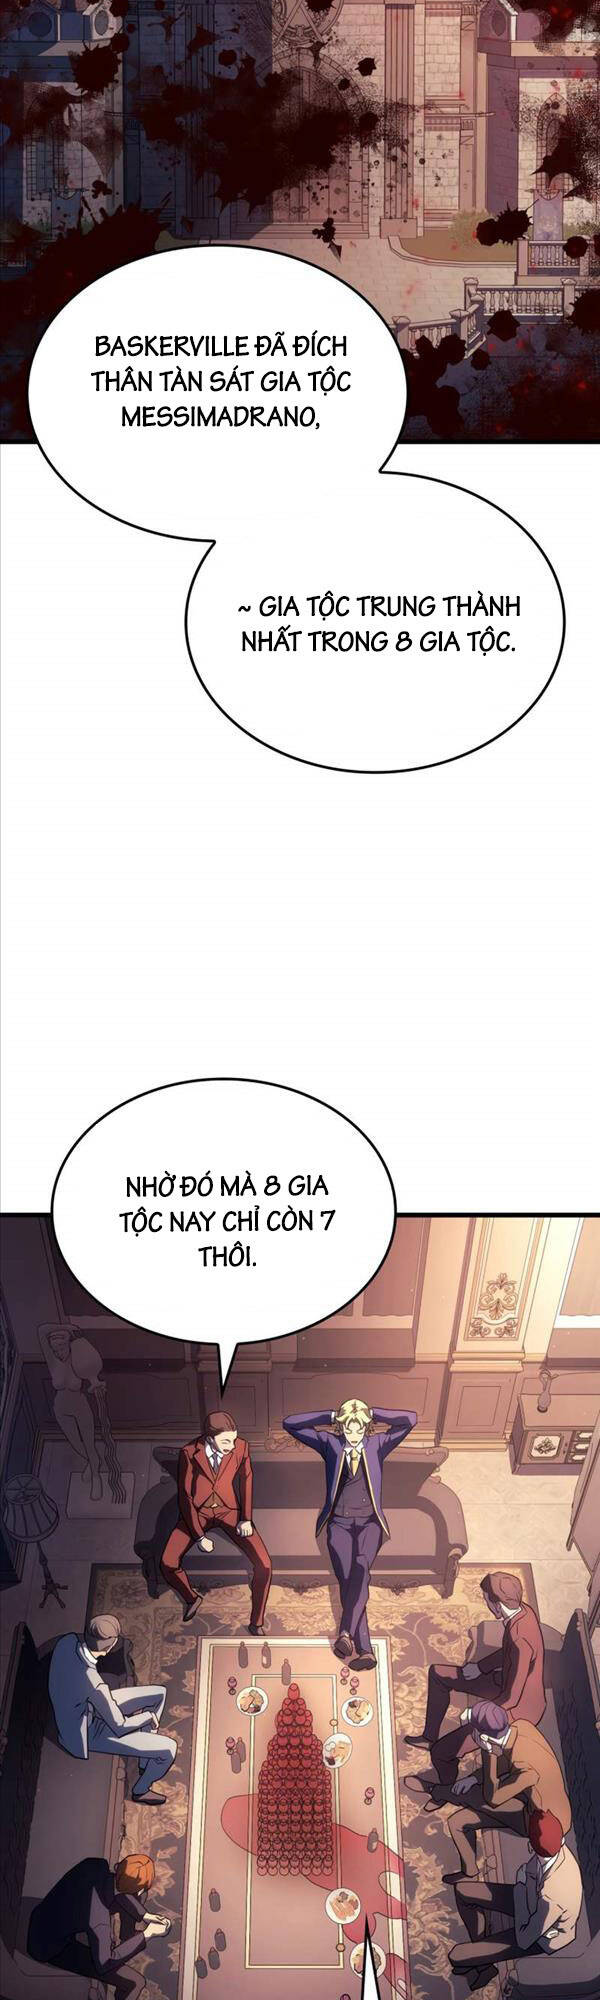 BASKERVILLE ĐÃ ĐÍCH
THÂN TÀN SÁT GIA TỘC
MESSIMADRANO,
~ GIA TỘC TRUNG THÀNH
NHẤT TRONG 8 GIA TỘC.
NHỜ ĐÓ MÀ 8 GIA
TỘC NAY CHỈ CÒN 7
THÔI.